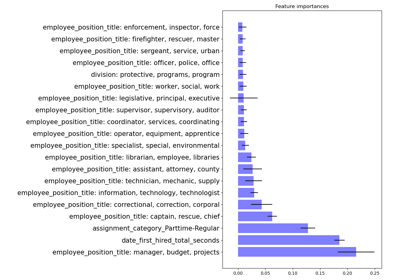 Feature importances
employee_position_title: enforcement, inspector, force
employee_position_title: firefighter, rescuer, master
employee_position_title: sergeant, service, urban
employee_position_title: officer, police, office
division: protective, programs, program
employee_position_title: worker, social, work
employee_position_title: legislative, principal, executive
employee_position_title: supervisor, supervisory, auditor
employee_position_title: coordinator, services, coordinating
employee_position_title: operator, equipment, apprentice
employee_position_title: specialist, special, environmental
employee_position_title: librarian, employee, libraries
employee_position_title: assistant, attorney, county
employee_position_title: technician, mechanic, supply
employee_position_title: information, technology, technologist
employee_position_title: correctional, correction, corporal
employee_position_title: captain, rescue, chief
assignment_category_Parttime-Regular
date_first_hired_total_seconds
employee_position_title: manager, budget, projects
0.00 0.05 0.10 0.15 0.20 0.25